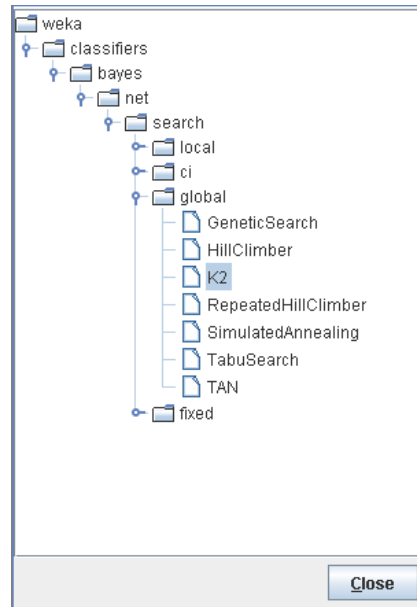 weka
classifiers
bayes
net
search
local
ci
global
GeneticSearch
HillClimber
K2
RepeatedHillClimber
SimulatedAnnealing
TabuSearch
TAN
fixed
Close